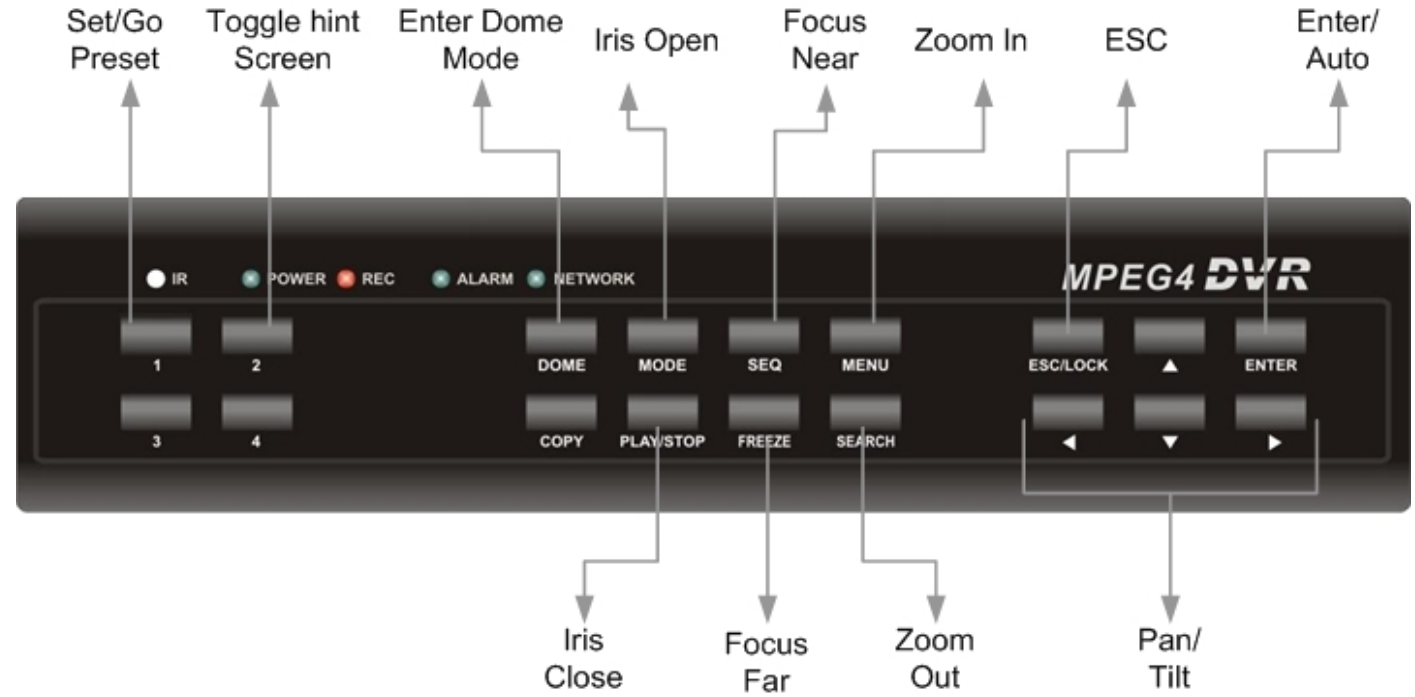 Set/Go
Preset
Toggle hint
Screen
Enter Dome
Mode
Iris Open
Focus
Near
Zoom In
ESC
Enter/
Auto
IR
POWER
REC
ALARM
NETWORK
MPEG4 DVR
1
2
DOME
MODE
SEQ
MENU
ESC/LOCK
▲
ENTER
3
4
COPY
PLAY/STOP
FREEZE
SEARCH
◀
▼
▶
Iris
Close
Focus
Far
Zoom
Out
Pan/
Tilt